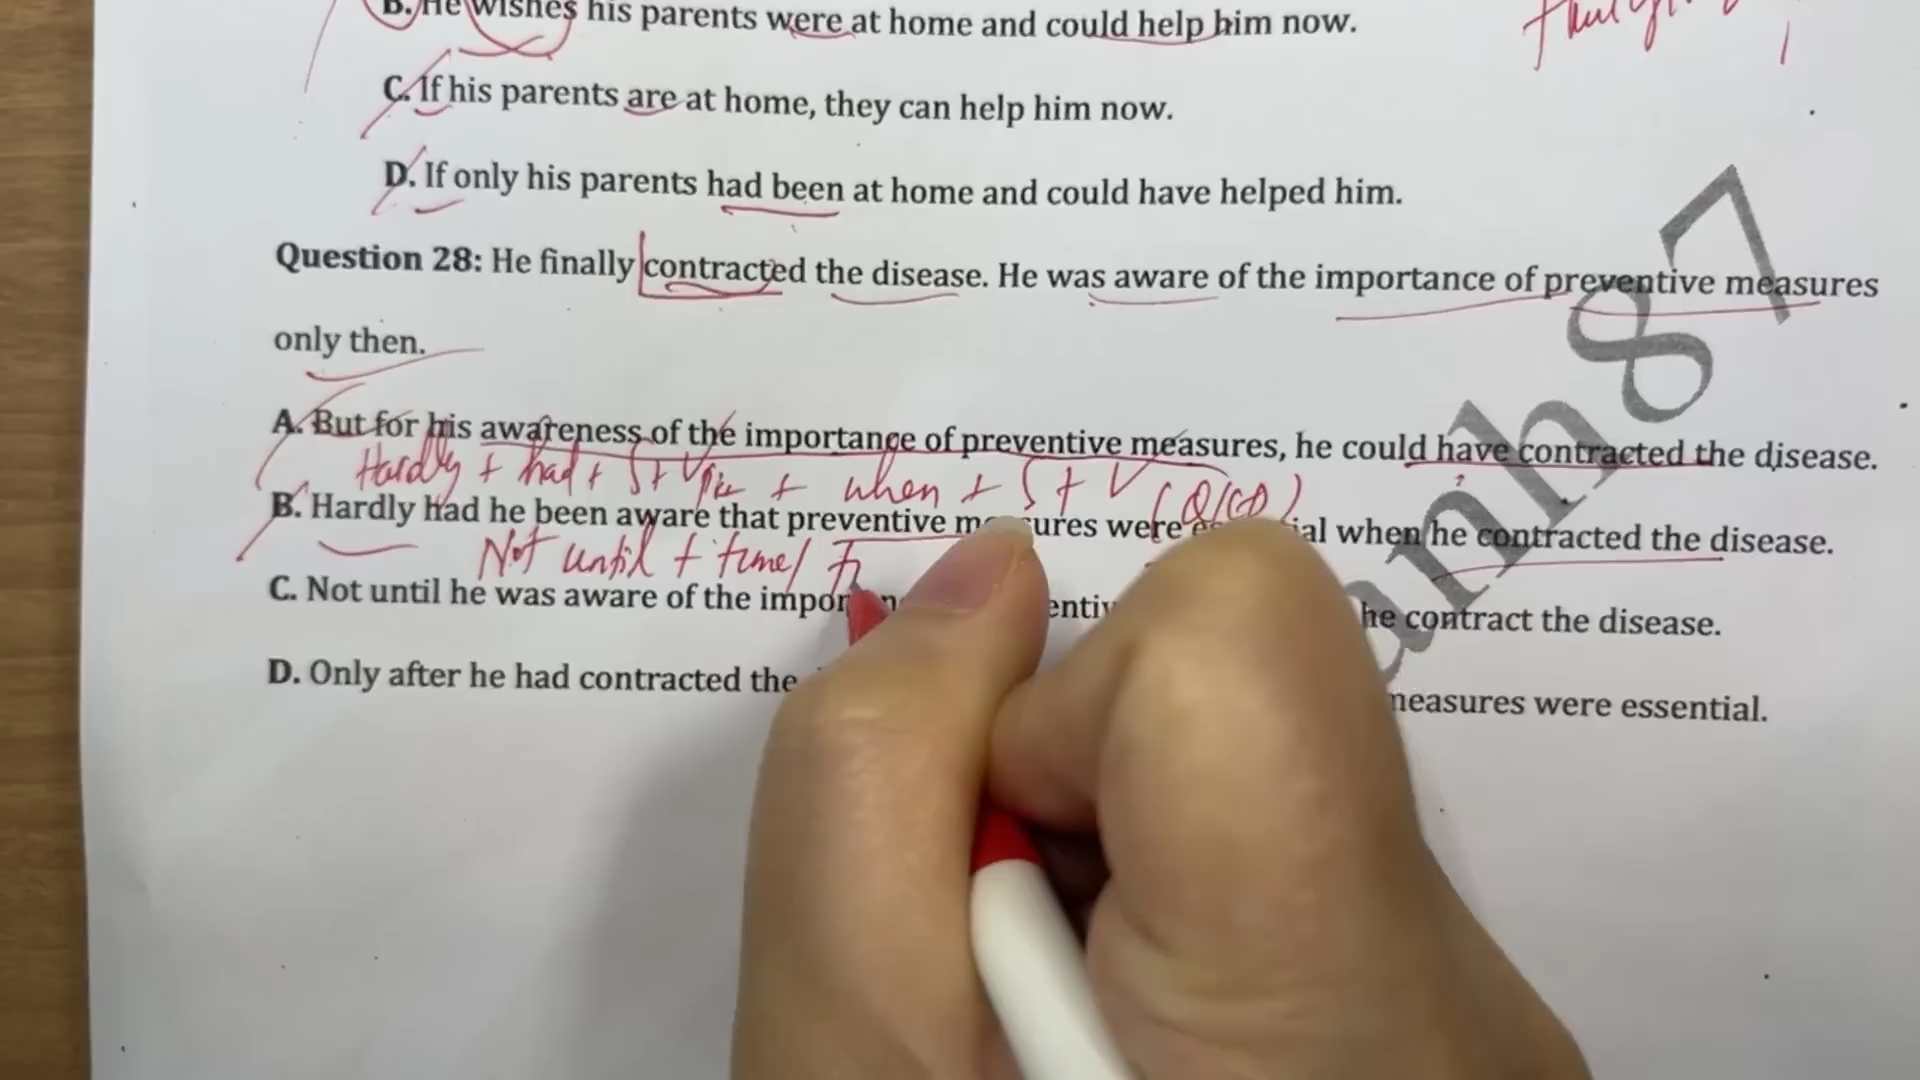 B. He wishes his parents were at home and could help him now.
C. If his parents are at home, they can help him now.
D. If only his parents had been at home and could have helped him.
Question 28: He finally contracted the disease. He was aware of the importance of preventive measures
only then.
A. But for his awareness of the importance of preventive measures, he could have contracted the disease.
Hardly + had + S + V + when + S + V (QKĐ)
B. Hardly had he been aware that preventive measures were when he contracted the disease.
Not until + time/
C. Not until he was aware of the he contract the disease.
D. Only after he had contracted the measures were essential.
anh87